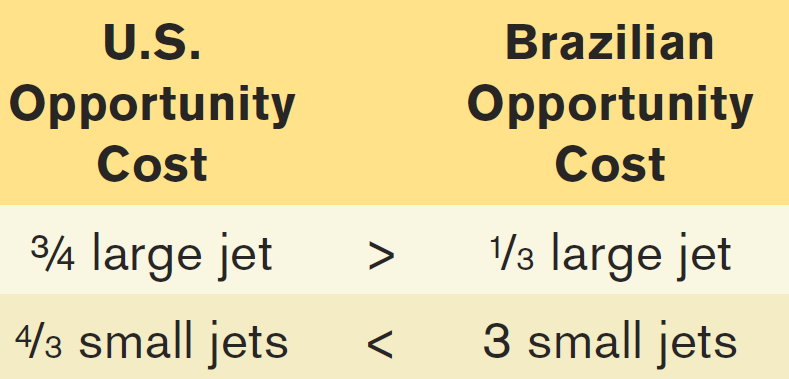 U.S. Opportunity Cost
Brazilian Opportunity Cost
¾ large jet > 1/3 large jet
4/3 small jets < 3 small jets